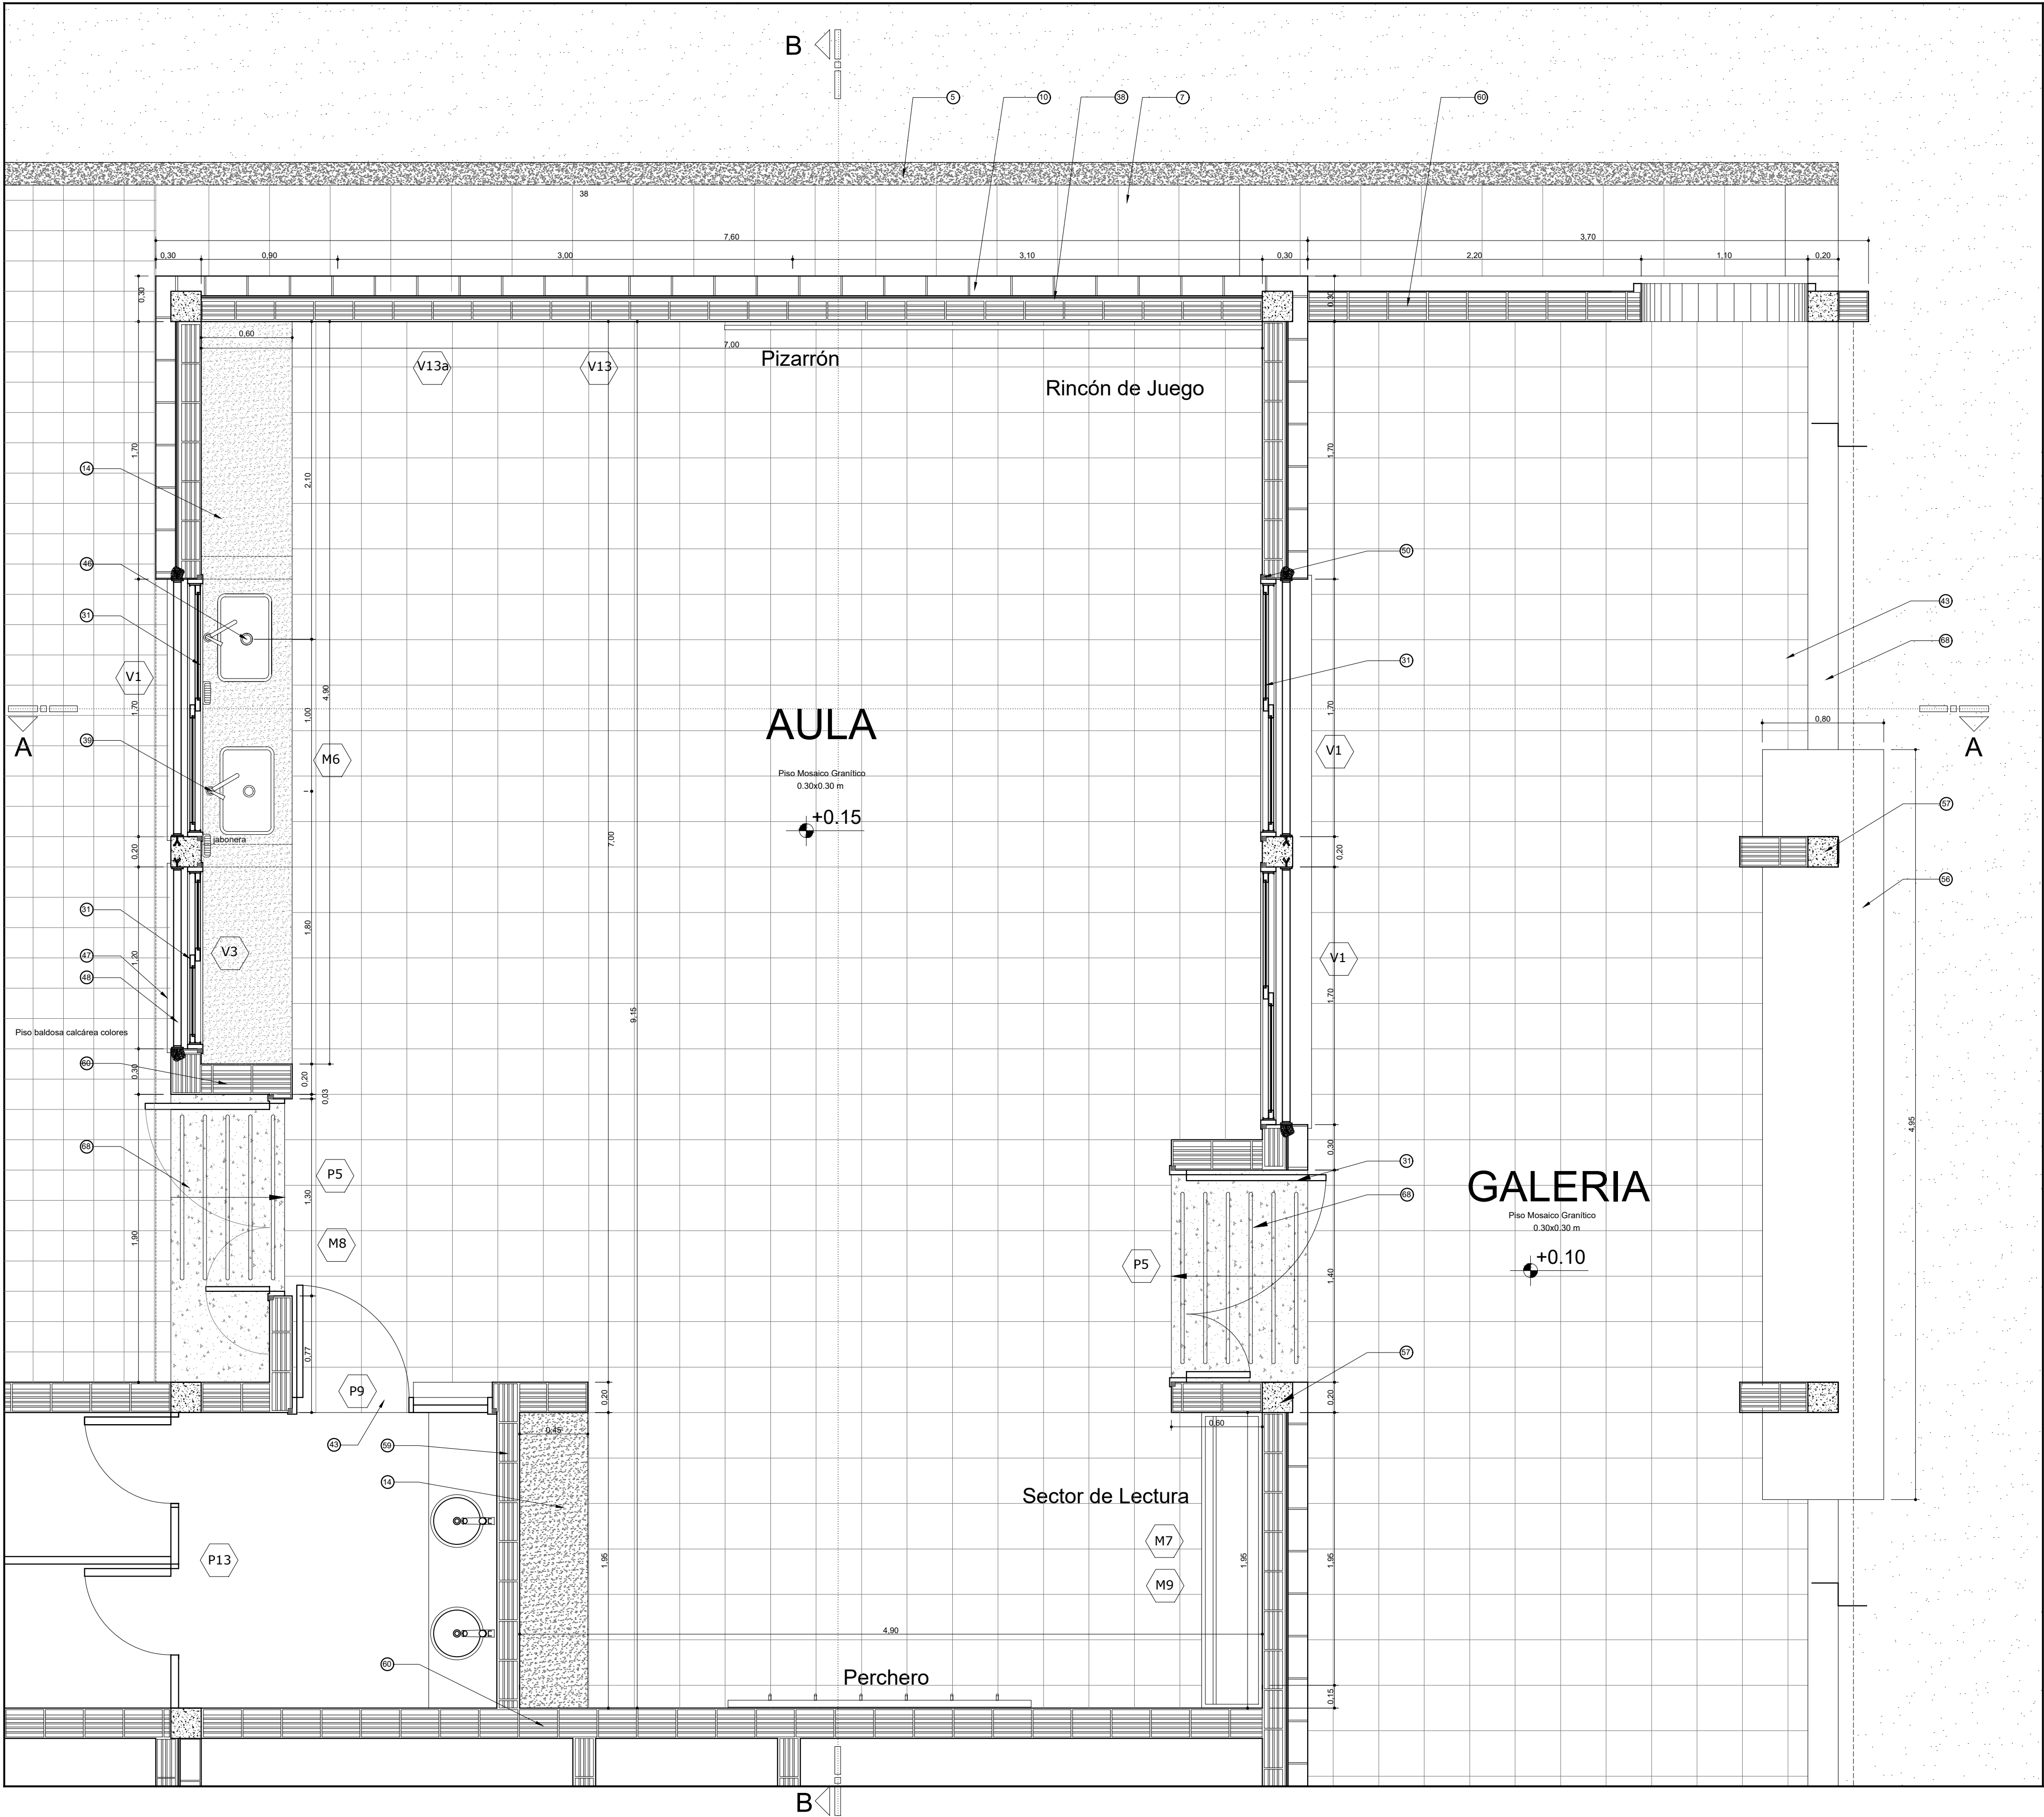 B
5
10
38
7
60
38
7,60
3,70
0,30
0,90
3,00
3,10
0,30
2,20
1,10
0,20
0,30
0,30
0,60
7,00
V13a
V13
Pizarrón
Rincón de Juego
1,70
1,70
14
2,10
46
50
31
43
V1
4,90
31
68
1,70
1,00
1,70
0,80
A
A
39
M6
AULA
V1
Piso Mosaico Granítico
0.30x0.30 m
57
+0.15
jabonera
7,00
0,20
0,20
56
31
1,80
47
1,20
V3
V1
48
1,70
9,15
Piso baldosa calcárea colores
60
0,30
0,20
0,03
4,95
68
0,30
31
P5
GALERIA
1,30
68
Piso Mosaico Granítico
0.30x0.30 m
1,90
M8
P5
+0.10
1,40
0,77
57
P9
0,20
0,20
0,60
0,45
43
59
14
Sector de Lectura
M7
P13
1,95
1,95
1,95
M9
4,90
60
Perchero
0,15
B